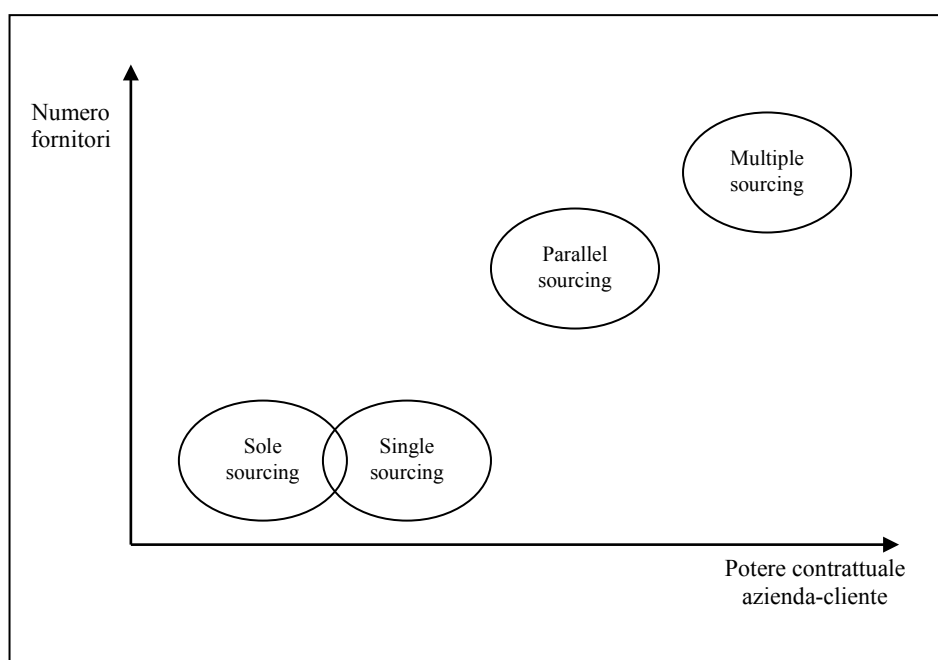 Numero
fornitori
Multiple
sourcing
Parallel
sourcing
Sole
sourcing
Single
sourcing
Potere contrattuale
azienda-cliente